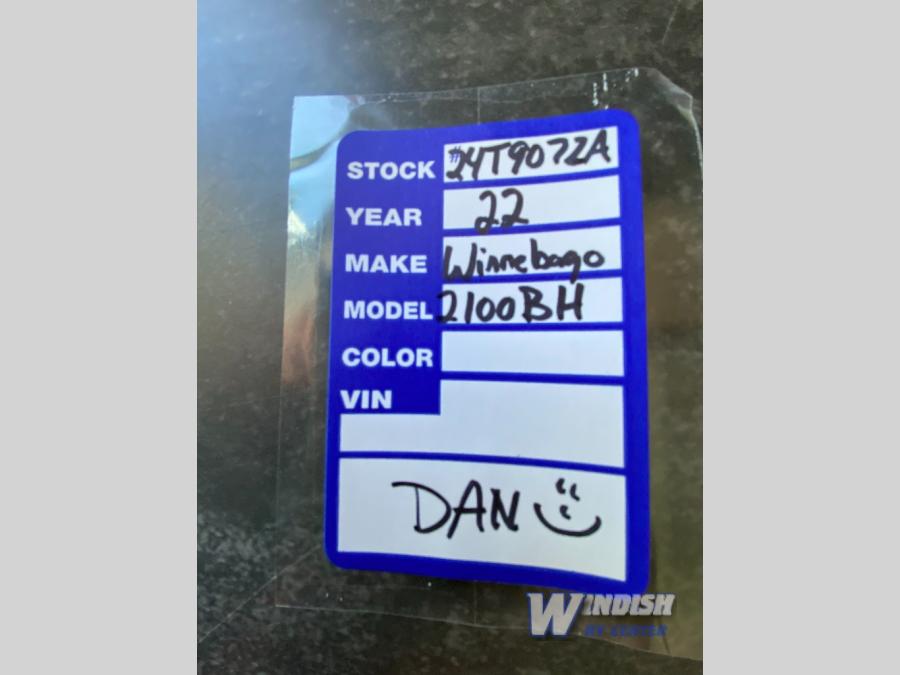 STOCK #24T9072A
YEAR 22
MAKE Winnebago
MODEL 2100BH
COLOR
VIN
DAN
WINDISH
RV CENTER